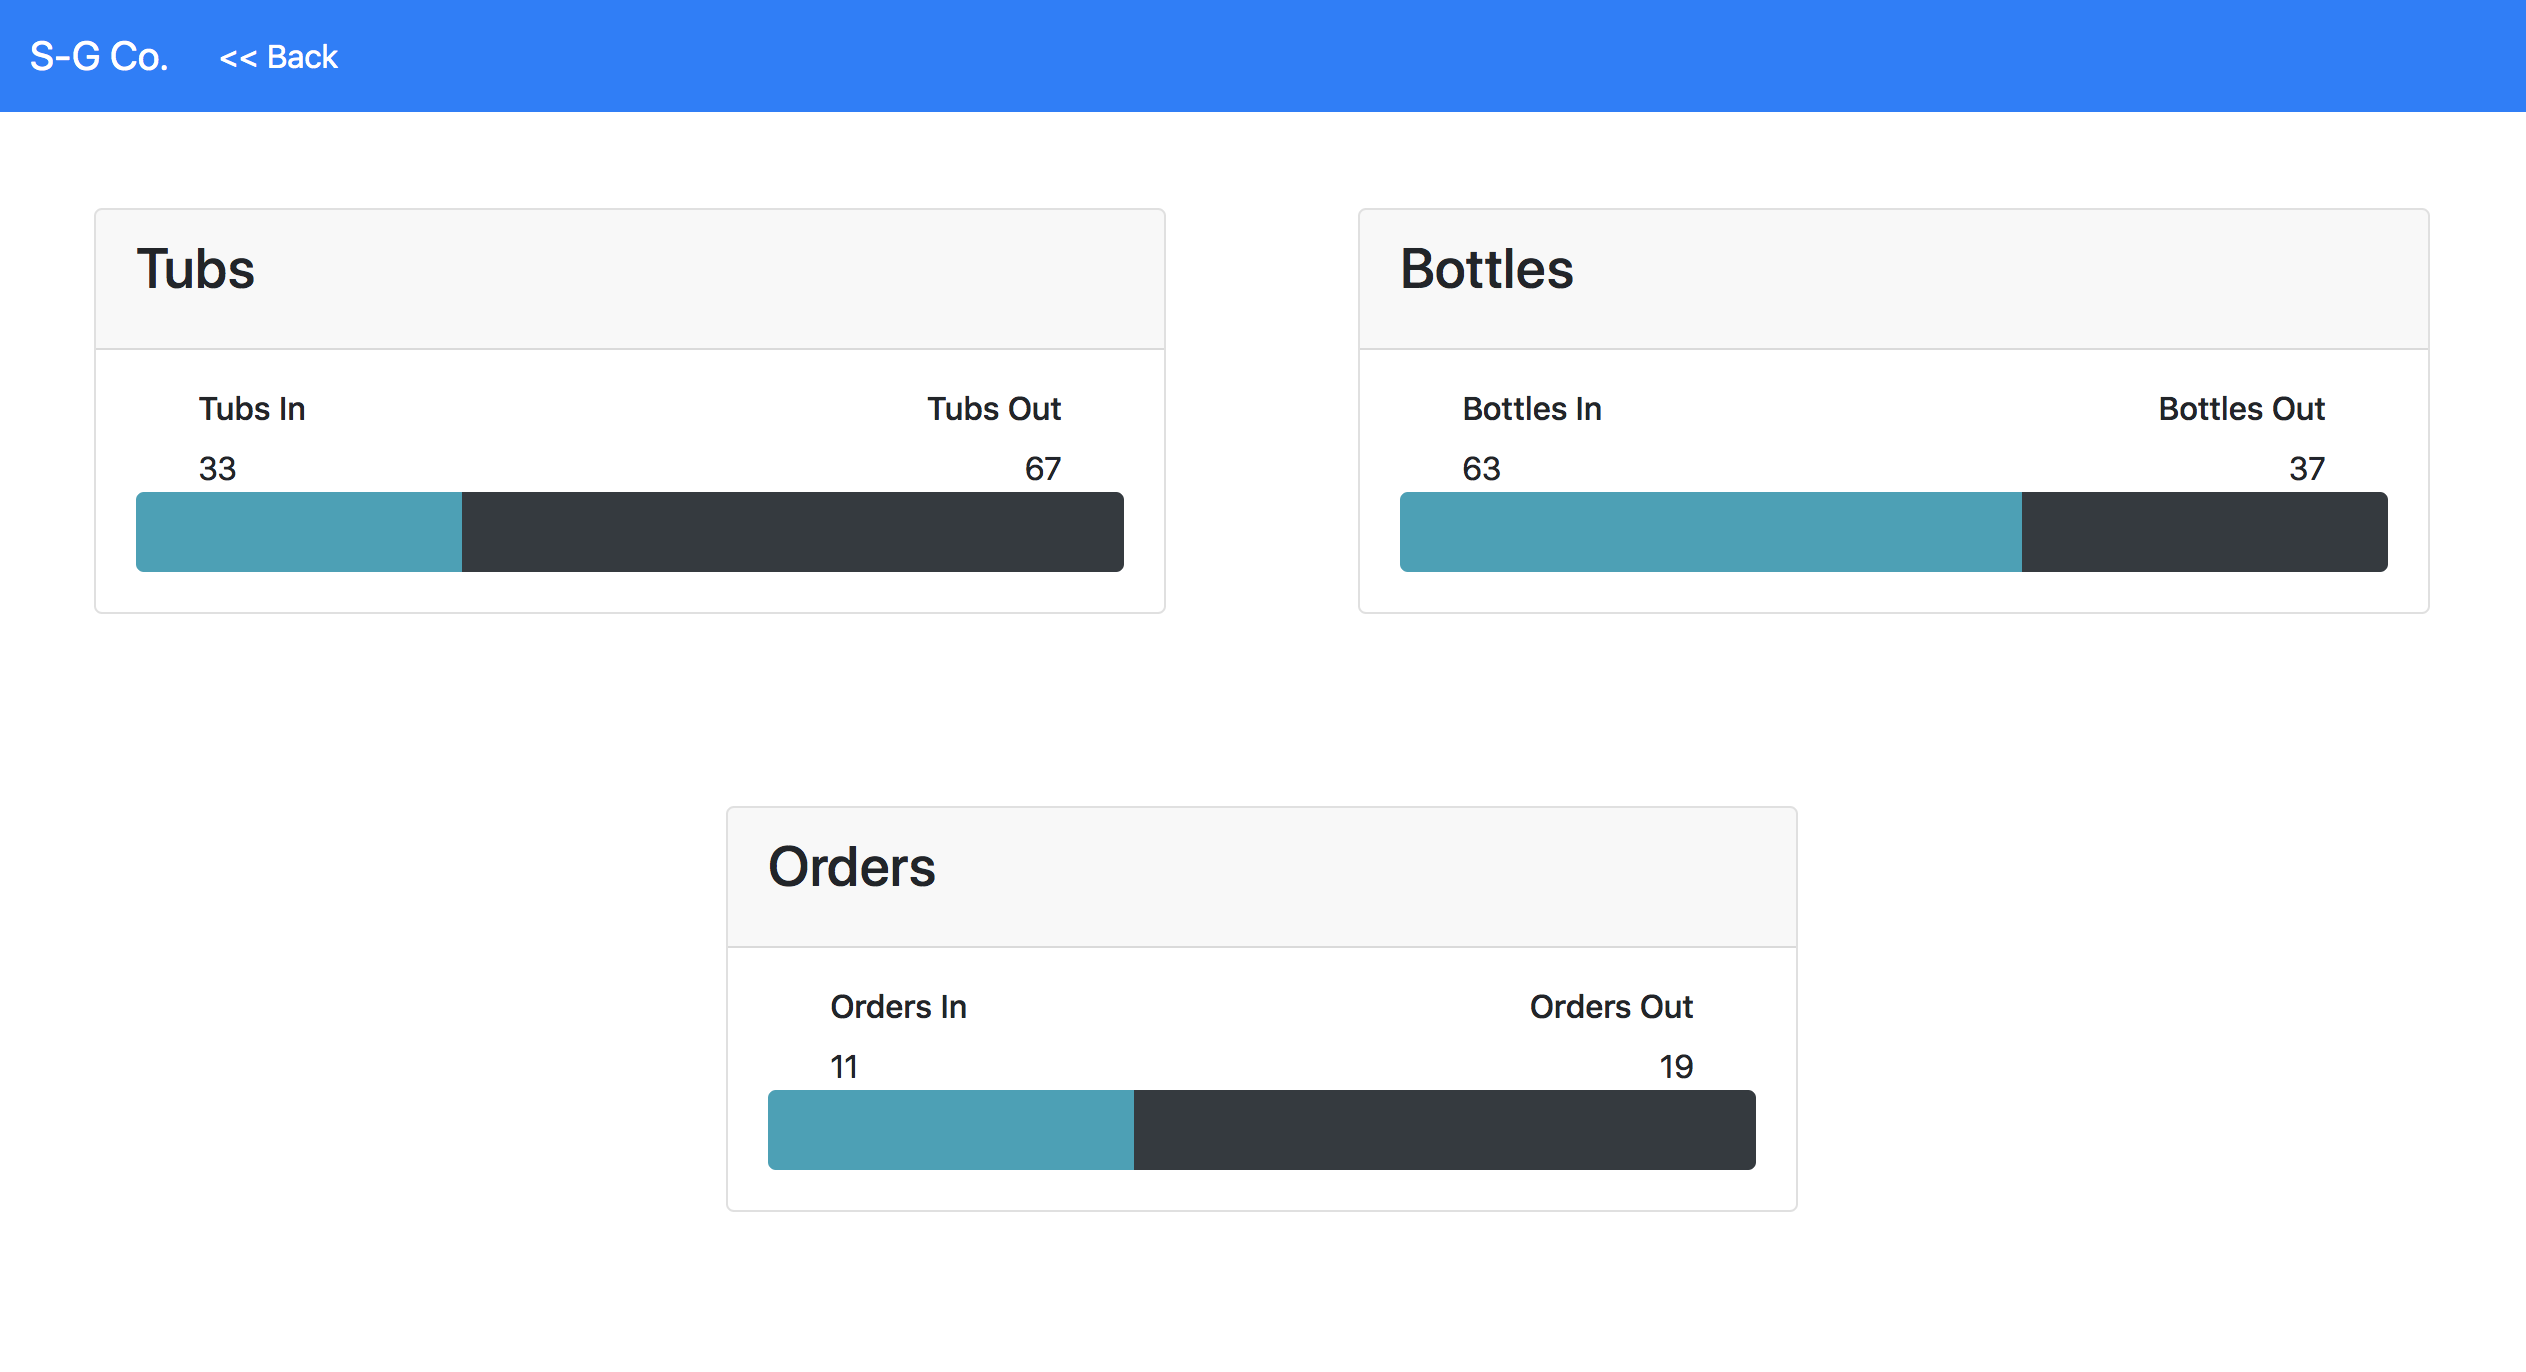 S-G Co. << Back
Tubs
Tubs In Tubs Out
33 67
Bottles
Bottles In Bottles Out
63 37
Orders
Orders In Orders Out
11 19